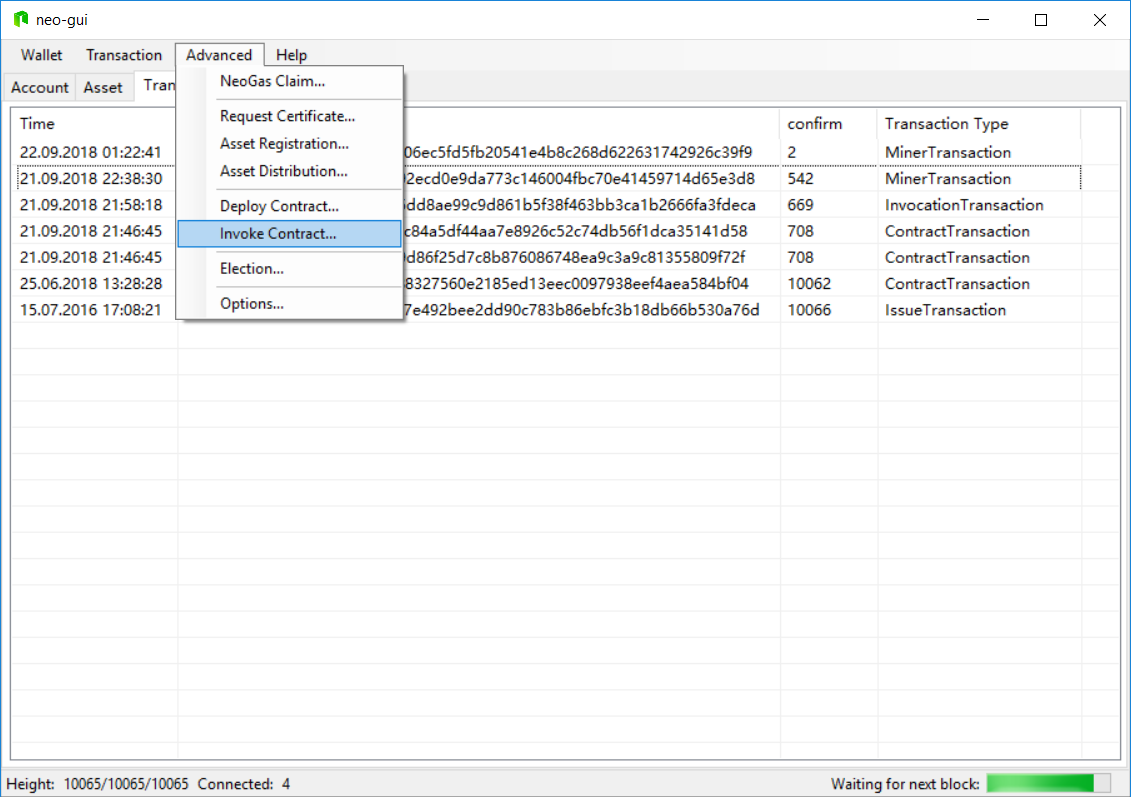 neo-gui
Wallet Transaction Advanced Help
Account Asset Tran
NeoGas Claim...
Request Certificate...
Asset Registration...
Asset Distribution...
Deploy Contract...
Invoke Contract...
Election...
Options...
Time confirm Transaction Type
22.09.2018 01:22:41 06ec5fd5fb20541e4b8c268d622631742926c39f9 2 MinerTransaction
21.09.2018 22:38:30 2ecd0e9da773c146004fbc70e41459714d65e3d8 542 MinerTransaction
21.09.2018 21:58:18 dd8ae99c9d861b5f38f463bb3ca1b2666fa3fdeca 669 InvocationTransaction
21.09.2018 21:46:45 c84a5df44aa7e8926c52c74db56f1dca35141d58 708 ContractTransaction
21.09.2018 21:46:45 d86f25d7c8b876086748ea9c3a9c81355809f72f 708 ContractTransaction
25.06.2018 13:28:28 8327560e2185ed13eec0097938eef4aea584bf04 10062 ContractTransaction
15.07.2016 17:08:21 7e492bee2dd90c783b86ebfc3b18db66b530a76d 10066 IssueTransaction
Height: 10065/10065/10065 Connected: 4 Waiting for next block: